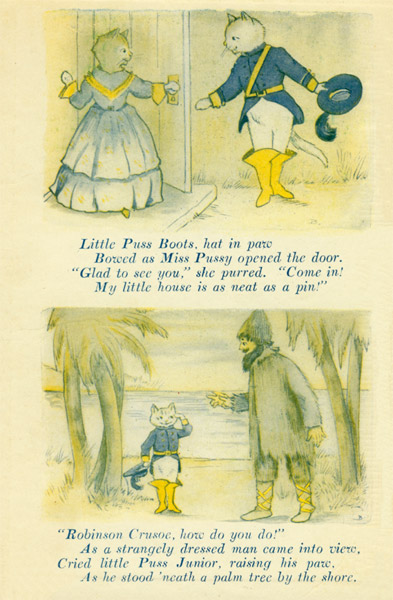 Little Puss Boots, hat in paw
Bowed as Miss Pussy opened the door.
"Glad to see you," she purred. "Come in!
My little house is as neat as a pin!"
"Robinson Crusoe, how do you do!"
As a strangely dressed man came into view,
Cried little Puss Junior, raising his paw.
As he stood 'neath a palm tree by the shore.